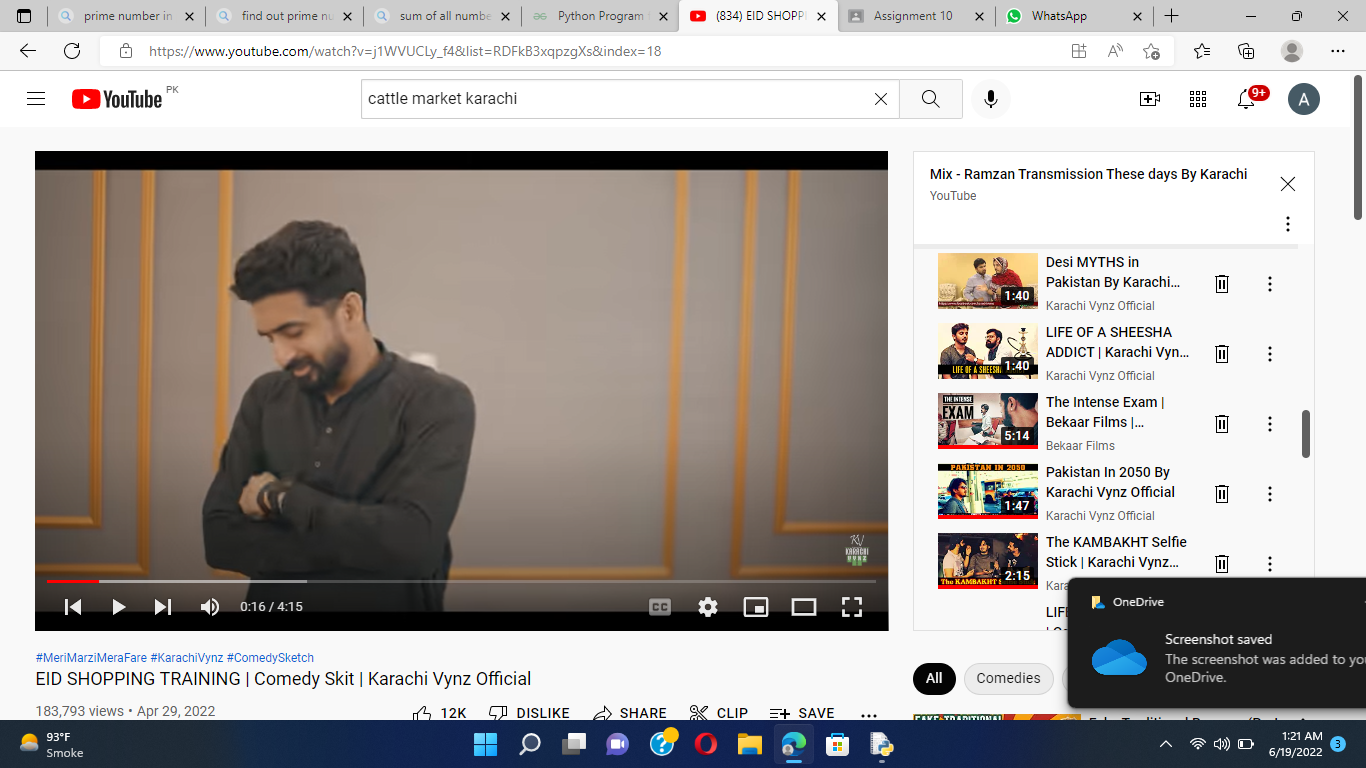 prime number in
find out prime nu
sum of all numbe
Python Program
(834) EID SHOPP
Assignment 10
WhatsApp
https://www.youtube.com/watch?v=j1WVUCLy_f4&list=RDFkB3xqpzgXs&index=18
YouTube PK
cattle market karachi
9+
A
Mix - Ramzan Transmission These days By Karachi
YouTube
Desi MYTHS in
Pakistan By Karachi...
Karachi Vynz Official
1:40
LIFE OF A SHEESHA
ADDICT | Karachi Vyn...
Karachi Vynz Official
LIFE OF A SHEESHA
1:40
The Intense Exam |
Bekaar Films |...
Bekaar Films
THE INTENSE
EXAM
5:14
Pakistan In 2050 By
Karachi Vynz Official
Karachi Vynz Official
PAKISTAN IN 2050
1:47
The KAMBAKHT Selfie
Stick | Karachi Vynz...
The KAMBAKHT S
2:15
KV
KARACHI
VYNZ
0:16 / 4:15
CC
#MeriMarziMeraFare #KarachiVynz #ComedySketch
EID SHOPPING TRAINING | Comedy Skit | Karachi Vynz Official
183,793 views • Apr 29, 2022
12K
DISLIKE
SHARE
CLIP
SAVE
All
Comedies
OneDrive
Screenshot saved
The screenshot was added to you
OneDrive.
93°F
Smoke
1:21 AM
6/19/2022
3